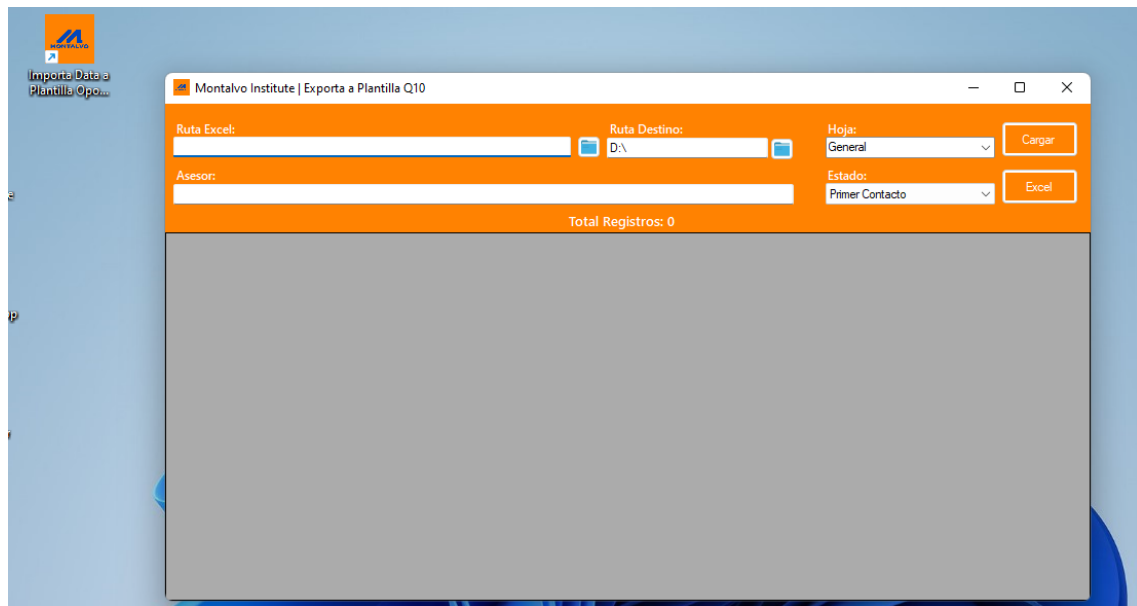 MONTALVO
Importa Data a
Plantilla Opo...
Montalvo Institute | Exporta a Plantilla Q10
Ruta Excel:
Ruta Destino:
D:\
Hoja:
General
Cargar
Asesor:
Estado:
Primer Contacto
Excel
Total Registros: 0